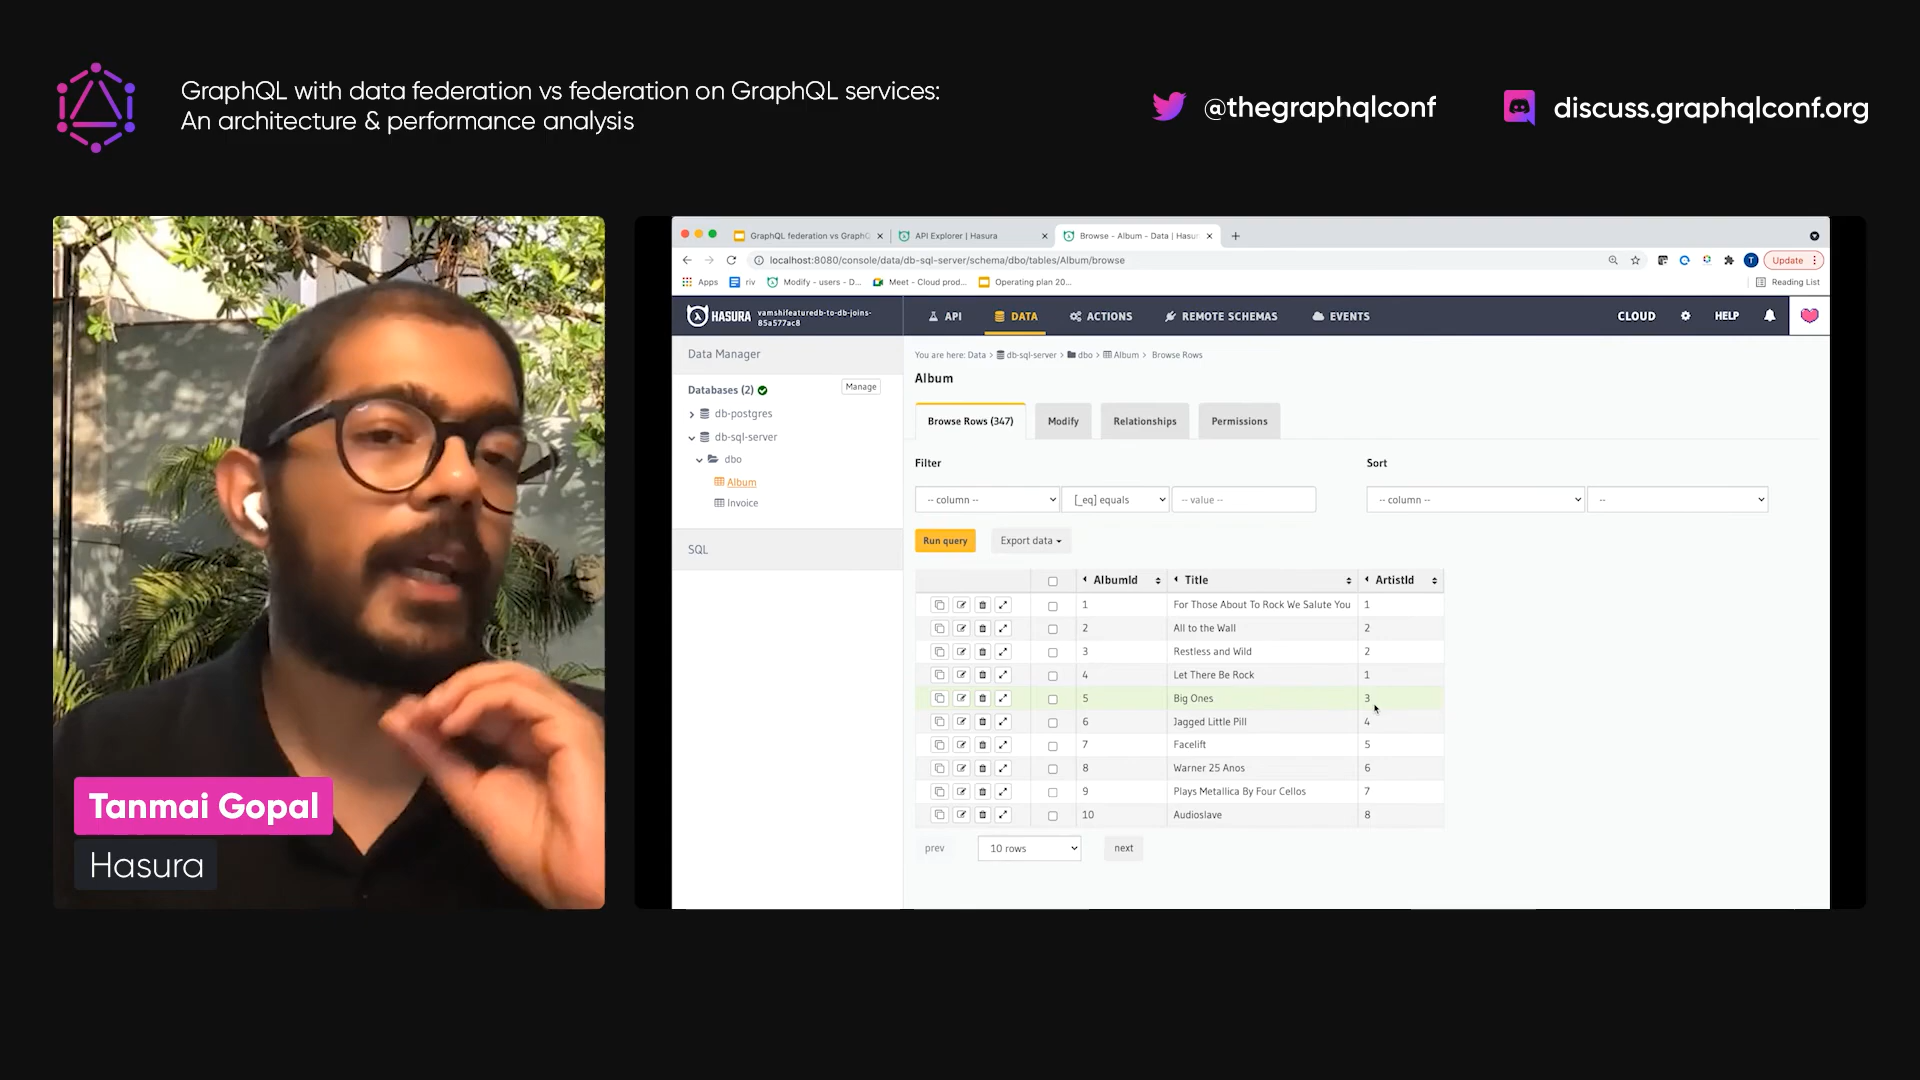 GraphQL with data federation vs federation on GraphQL services:
An architecture & performance analysis
@thegraphqlconf
discuss.graphqlconf.org
GraphQL federation vs GraphQ
API Explorer | Hasura
Browse - Album - Data | Hasu
localhost:8080/console/data/db-sql-server/schema/dbo/tables/Album/browse
T
Update
Apps
riv
Modify - users - D...
Meet - Cloud prod...
Operating plan 20...
Reading List
HASURA
vamshifeaturedb-to-db-joins-
85a577ac8
API
DATA
ACTIONS
REMOTE SCHEMAS
EVENTS
CLOUD
HELP
Data Manager
Databases (2)
Manage
db-postgres
db-sql-server
dbo
Album
Invoice
SQL
You are here: Data > db-sql-server > dbo > Album > Browse Rows
Album
Browse Rows (347)
Modify
Relationships
Permissions
Filter
Sort
-- column --
[_eq] equals
-- value --
-- column --
--
Run query
Export data
AlbumId Title ArtistId
1 For Those About To Rock We Salute You 1
2 All to the Wall 2
3 Restless and Wild 2
4 Let There Be Rock 1
5 Big Ones 3
6 Jagged Little Pill 4
7 Facelift 5
8 Warner 25 Anos 6
9 Plays Metallica By Four Cellos 7
10 Audioslave 8
prev
10 rows
next
Tanmai Gopal
Hasura